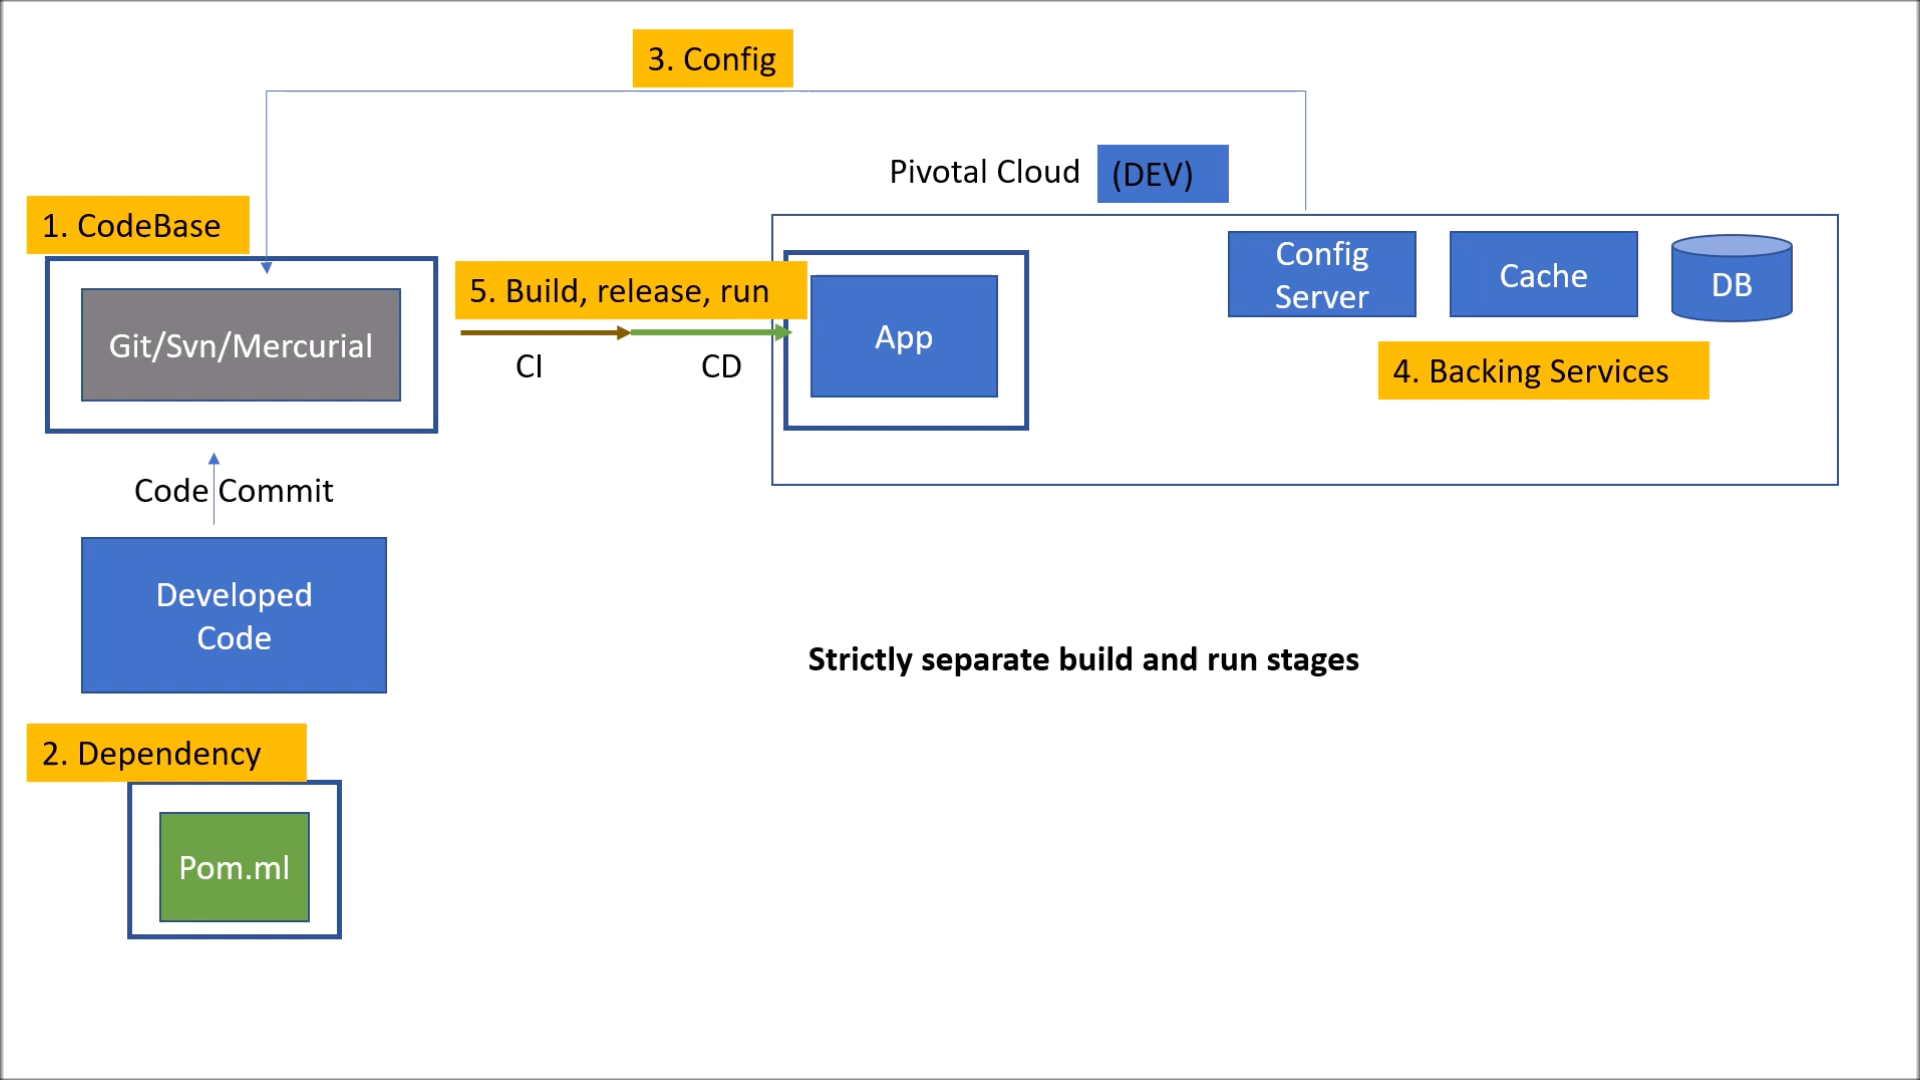 3. Config
Pivotal Cloud (DEV)
1. CodeBase
Git/Svn/Mercurial
5. Build, release, run
CI
CD
App
Config
Server
Cache
DB
4. Backing Services
Code Commit
Developed
Code
Strictly separate build and run stages
2. Dependency
Pom.ml